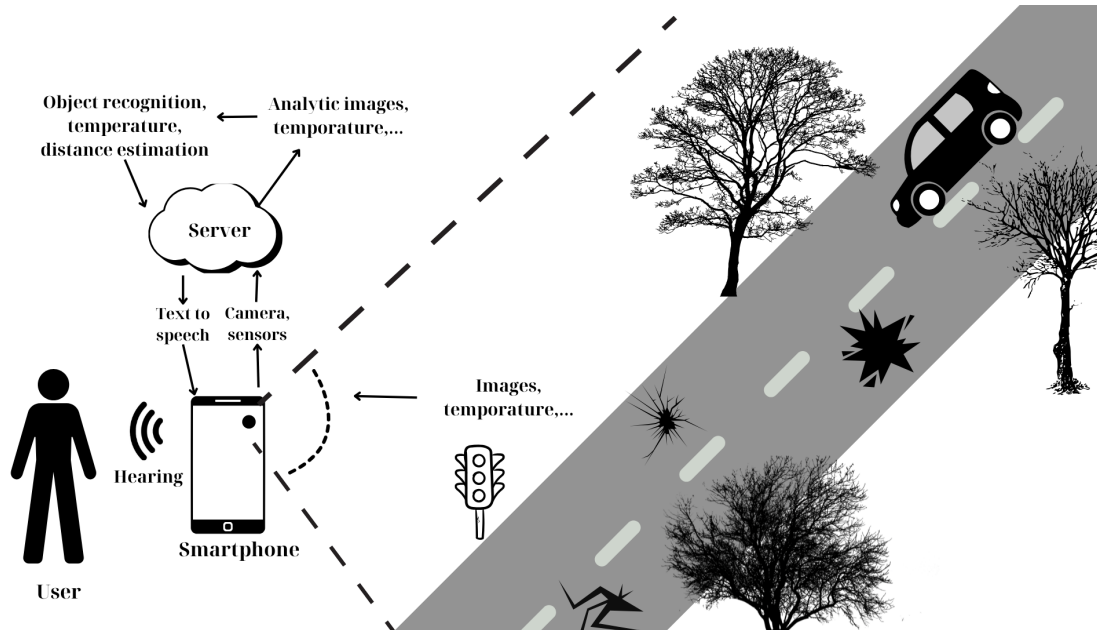 Object recognition,
temperature,
distance estimation
Analytic images,
temporature,...
Server
Text to
speech
Camera,
sensors
Images,
temporature,...
Hearing
Smartphone
User